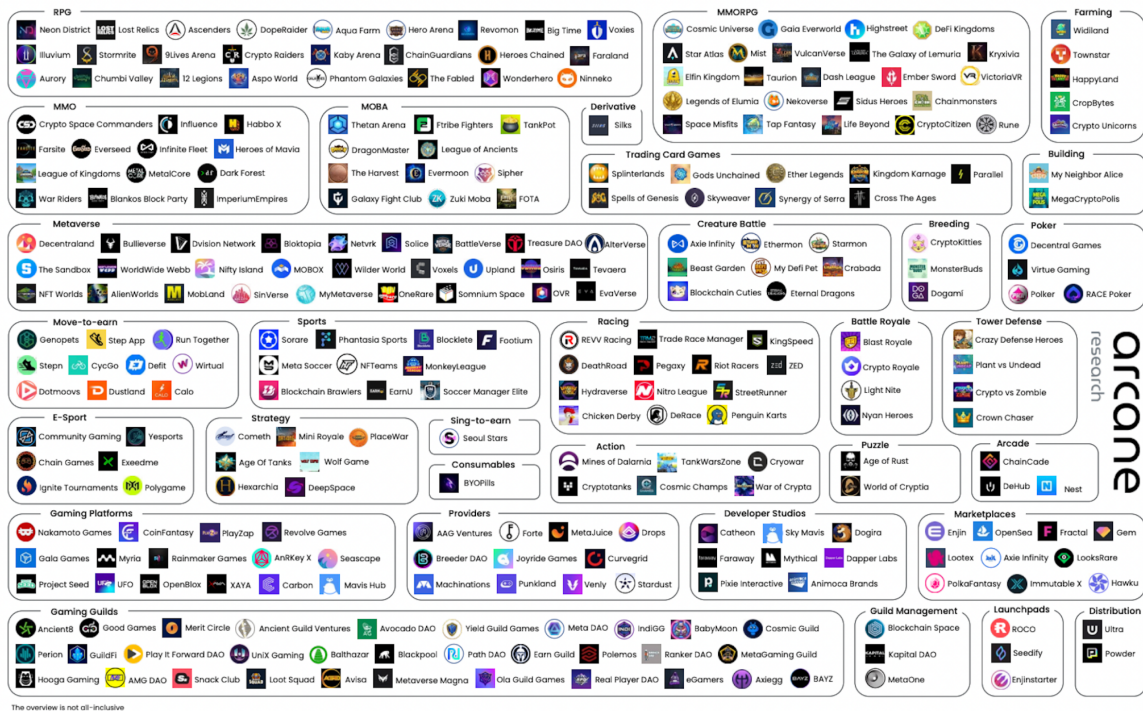 RPG
Neon District Lost Relics Ascenders DopeRaider Aqua Farm Hero Arena Revomon Big Time Voxies
Illuvium Stormrite 9Lives Arena Crypto Raiders Kaby Arena ChainGuardians Heroes Chained Faraland
Aurory Chumbi Valley 12 Legions Aspo World Phantom Galaxies The Fabled Wonderhero Ninneko
MMORPG
Cosmic Universe Gaia Everworld Highstreet DeFi Kingdoms
Star Atlas Mist VulcanVerse The Galaxy of Lemuria Kryxivia
Elfin Kingdom Taurion Dash League Ember Sword VictoriaVR
Legends of Elumia Nekoverse Sidus Heroes Chainmonsters
Space Misfits Tap Fantasy Life Beyond CryptoCitizen Rune
Farming
Widiland
Townstar
HappyLand
CropBytes
Crypto Unicorns
MMO
Crypto Space Commanders Influence Habbo X
Farsite Everseed Infinite Fleet Heroes of Mavia
League of Kingdoms MetalCore Dark Forest
War Riders Blankos Block Party ImperiumEmpires
MOBA
Thetan Arena Ftribe Fighters TankPot
DragonMaster League of Ancients
The Harvest Evermoon Sipher
Galaxy Fight Club Zuki Moba FOTA
Derivative
Silks
Trading Card Games
Splinterlands Gods Unchained Ether Legends Kingdom Karnage Parallel
Spells of Genesis Skyweaver Synergy of Serra Cross The Ages
Building
My Neighbor Alice
MegaCryptoPolis
Metaverse
Decentraland Bullieverse Dvision Network Bloktopia Netvrk Solice BattleVerse Treasure DAO AlterVerse
The Sandbox WorldWide Webb Nifty Island MOBOX Wilder World Voxels Upland Osiris Tevaera
NFT Worlds AlienWorlds MobLand SinVerse MyMetaverse OneRare Somnium Space OVR EvaVerse
Creature Battle
Axie Infinity Ethermon Starmon
Beast Garden My Defi Pet Crabada
Blockchain Cuties Eternal Dragons
Breeding
CryptoKitties
MonsterBuds
Dogami
Poker
Decentral Games
Virtue Gaming
Polker RACE Poker
Move-to-earn
Genopets Step App Run Together
Stepn CycGo Defit Wirtual
Dotmoovs Dustland Calo
Sports
Sorare Phantasia Sports Blocklete Footium
Meta Soccer NFTeams MonkeyLeague
Blockchain Brawlers EarnU Soccer Manager Elite
Racing
REVV Racing Trade Race Manager KingSpeed
DeathRoad Pegaxy Riot Racers ZED
Hydraverse Nitro League StreetRunner
Chicken Derby DeRace Penguin Karts
Battle Royale
Blast Royale
Crypto Royale
Light Nite
Nyan Heroes
Tower Defense
Crazy Defense Heroes
Plant vs Undead
Crypto vs Zombie
Crown Chaser
arcane
research
E-Sport
Community Gaming Yesports
Chain Games Exeedme
Ignite Tournaments Polygame
Strategy
Cometh Mini Royale PlaceWar
Age Of Tanks Wolf Game
Hexarchia DeepSpace
Sing-to-earn
Seoul Stars
Consumables
BYOPills
Action
Mines of Dalarnia TankWarsZone Cryowar
Cryptotanks Cosmic Champs War of Crypta
Puzzle
Age of Rust
World of Cryptia
Arcade
ChainCade
DeHub Nest
Gaming Platforms
Nakamoto Games CoinFantasy PlayZap Revolve Games
Gala Games Myria Rainmaker Games AnRKey X Seascape
Project Seed UFO OpenBlox XAYA Carbon Mavis Hub
Providers
AAG Ventures Forte MetaJuice Drops
Breeder DAO Joyride Games Curvegrid
Machinations Punkland Venly Stardust
Developer Studios
Catheon Sky Mavis Dogira
Faraway Mythical Dapper Labs
Pixie Interactive Animoca Brands
Marketplaces
Enjin OpenSea Fractal Gem
Lootex Axie Infinity LooksRare
PolkaFantasy Immutable X Hawku
Gaming Guilds
Ancient8 Good Games Merit Circle Ancient Guild Ventures Avocado DAO Yield Guild Games Meta DAO IndiGG BabyMoon Cosmic Guild
Perion GuildFi Play It Forward DAO UniX Gaming Balthazar Blackpool Path DAO Earn Guild Polemos Ranker DAO MetaGaming Guild
Hooga Gaming AMG DAO Snack Club Loot Squad Avisa Metaverse Magna Ola Guild Games Real Player DAO eGamers Axiegg BAYZ
Guild Management
Blockchain Space
Kapital DAO
MetaOne
Launchpads
ROCO
Seedify
Enjinstarter
Distribution
Ultra
Powder
The overview is not all-inclusive